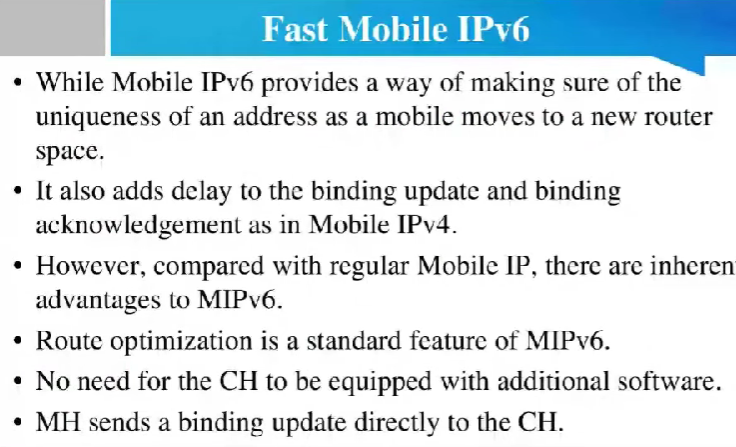 Fast Mobile IPv6
• While Mobile IPv6 provides a way of making sure of the
uniqueness of an address as a mobile moves to a new router
space.
• It also adds delay to the binding update and binding
acknowledgement as in Mobile IPv4.
• However, compared with regular Mobile IP, there are inheren
advantages to MIPv6.
• Route optimization is a standard feature of MIPv6.
• No need for the CH to be equipped with additional software.
• MH sends a binding update directly to the CH.